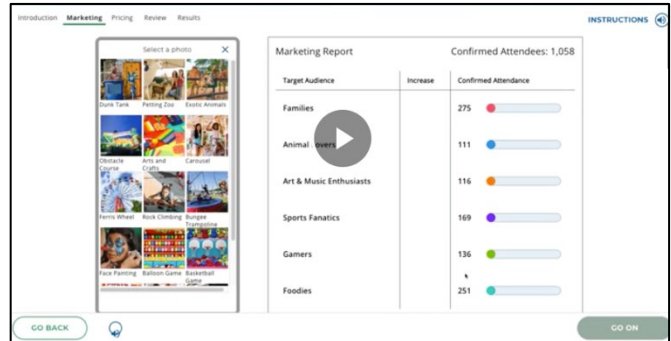 Introduction Marketing Pricing Review Results
INSTRUCTIONS
Select a photo X
Dunk Tank Petting Zoo Exotic Animals
Obstacle Course Arts and Crafts Carousel
Ferris Wheel Rock Climbing Bungee Trampoline
Face Painting Balloon Game Basketball Game
Marketing Report Confirmed Attendees: 1,058
Target Audience Increase Confirmed Attendance
Families 275
Animal overs 111
Art & Music Enthusiasts 116
Sports Fanatics 169
Gamers 136
Foodies 251
GO BACK
GO ON